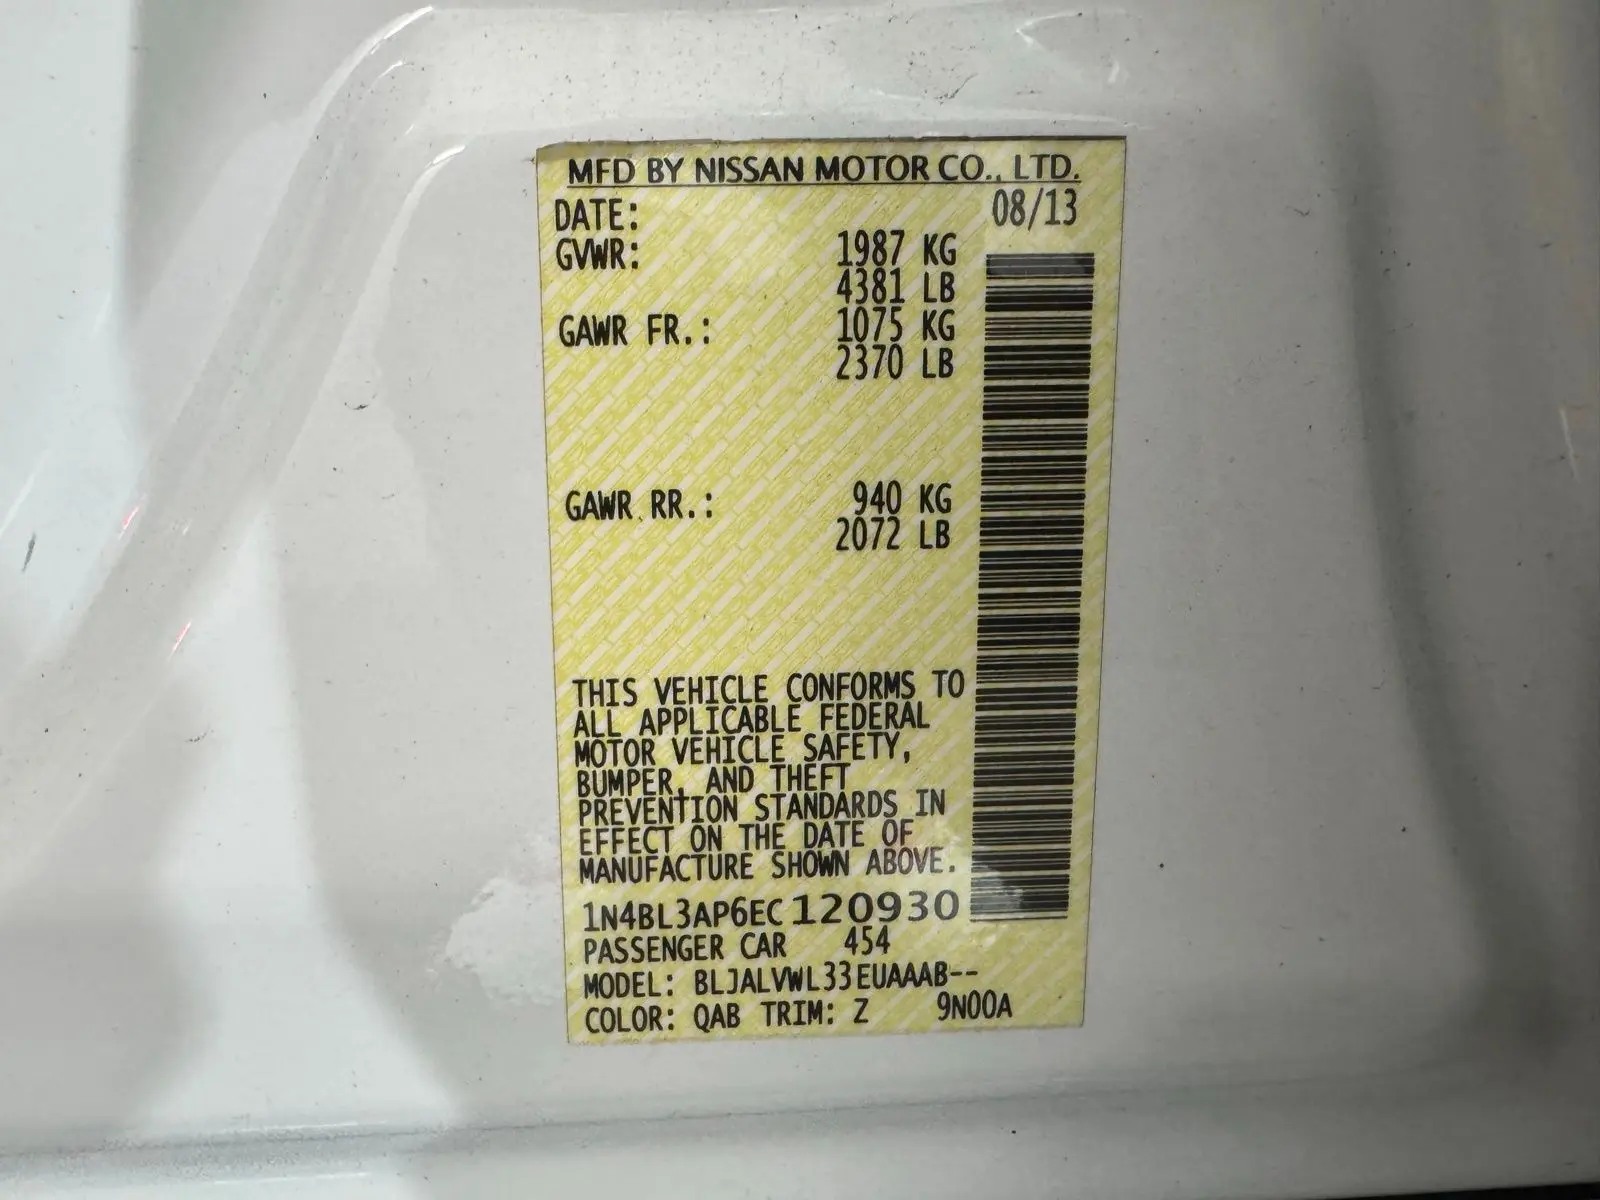 MFD BY NISSAN MOTOR CO., LTD.
DATE: 08/13
GVWR: 1987 KG
4381 LB
GAWR FR.: 1075 KG
2370 LB
GAWR RR.: 940 KG
2072 LB
THIS VEHICLE CONFORMS TO
ALL APPLICABLE FEDERAL
MOTOR VEHICLE SAFETY,
BUMPER, AND THEFT
PREVENTION STANDARDS IN
EFFECT ON THE DATE OF
MANUFACTURE SHOWN ABOVE.
1N4BL3AP6EC120930
PASSENGER CAR 454
MODEL: BLJALVWL33EUAAAB--
COLOR: QAB TRIM: Z 9N00A